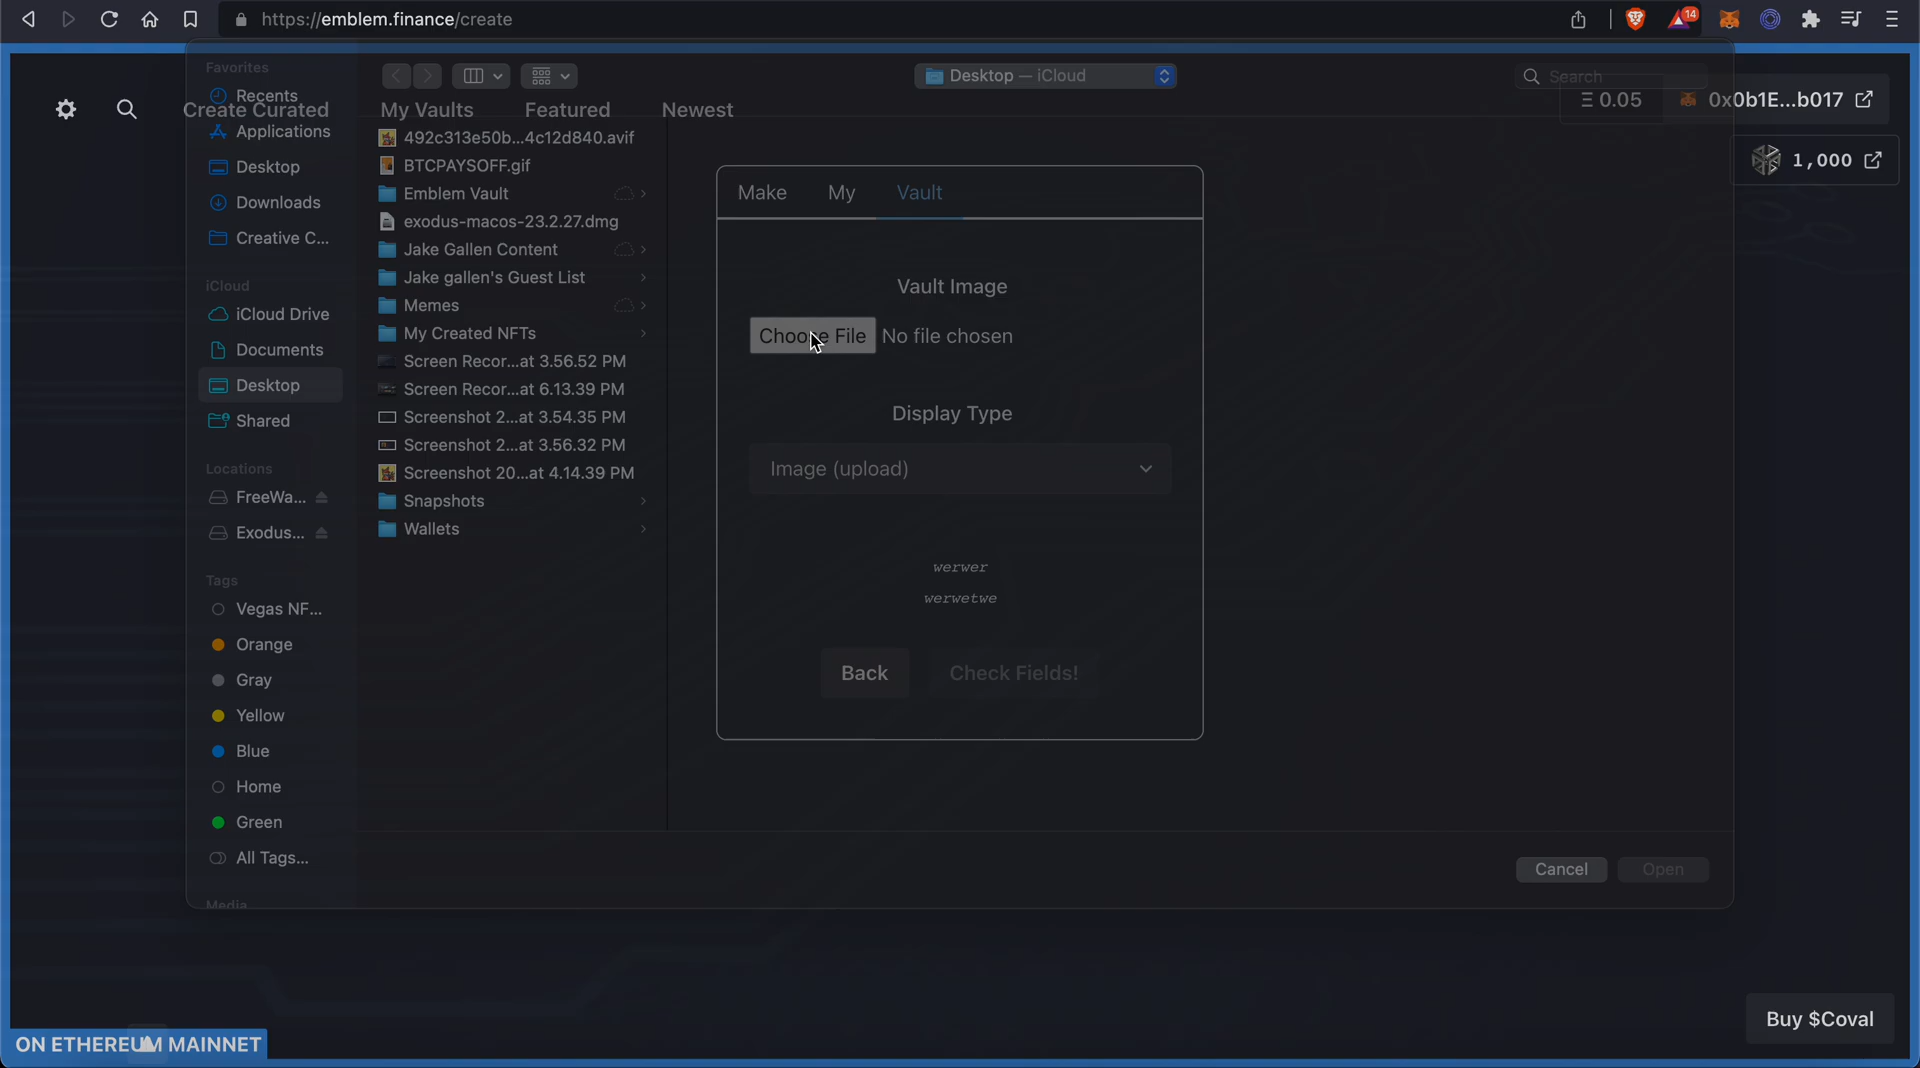 https://emblem.finance/create
14
Favorites
Recents
Applications
Desktop
Downloads
Creative C...
iCloud
iCloud Drive
Documents
Desktop
Shared
Locations
FreeWa...
Exodus...
Tags
Vegas NF...
Orange
Gray
Yellow
Blue
Home
Green
All Tags...
Media
Desktop — iCloud
Search
Create Curated
My Vaults
Featured
Newest
0.05
0x0b1E...b017
1,000
492c313e50b...4c12d840.avif
BTCPAYSOFF.gif
Emblem Vault
exodus-macos-23.2.27.dmg
Jake Gallen Content
Jake gallen's Guest List
Memes
My Created NFTs
Screen Recor...at 3.56.52 PM
Screen Recor...at 6.13.39 PM
Screenshot 2...at 3.54.35 PM
Screenshot 2...at 3.56.32 PM
Screenshot 20...at 4.14.39 PM
Snapshots
Wallets
Make My Vault
Vault Image
Choose File No file chosen
Display Type
Image (upload)
werwer
werwetwe
Back
Check Fields!
Cancel
Open
Buy $Coval
ON ETHEREUM MAINNET